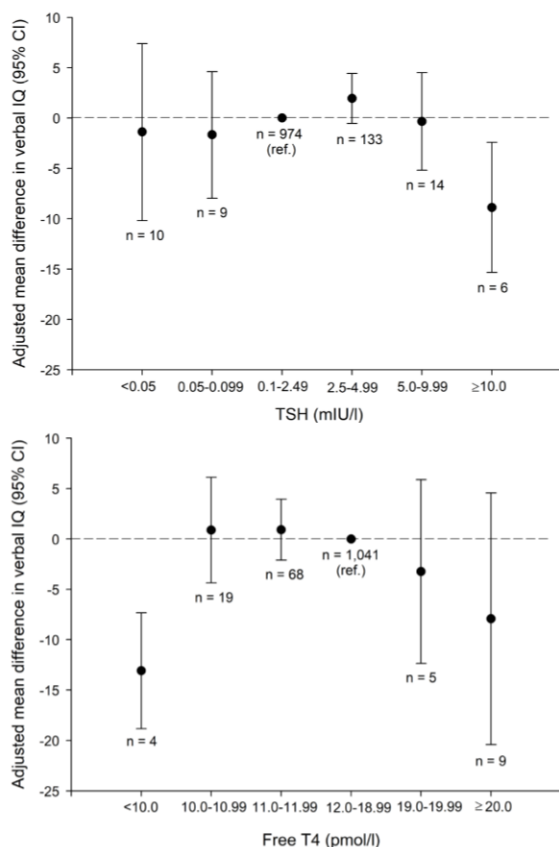 Adjusted mean difference in verbal IQ (95% CI)
10
5
0
-5
-10
-15
-20
-25
n = 10
n = 9
n = 974
(ref.)
n = 133
n = 14
n = 6
<0.05
0.05-0.099
0.1-2.49
2.5-4.99
5.0-9.99
≥10.0
TSH (mIU/l)
Adjusted mean difference in verbal IQ (95% CI)
10
5
0
-5
-10
-15
-20
-25
n = 4
n = 19
n = 68
n = 1,041
(ref.)
n = 5
n = 9
<10.0
10.0-10.99
11.0-11.99
12.0-18.99
19.0-19.99
≥20.0
Free T4 (pmol/l)